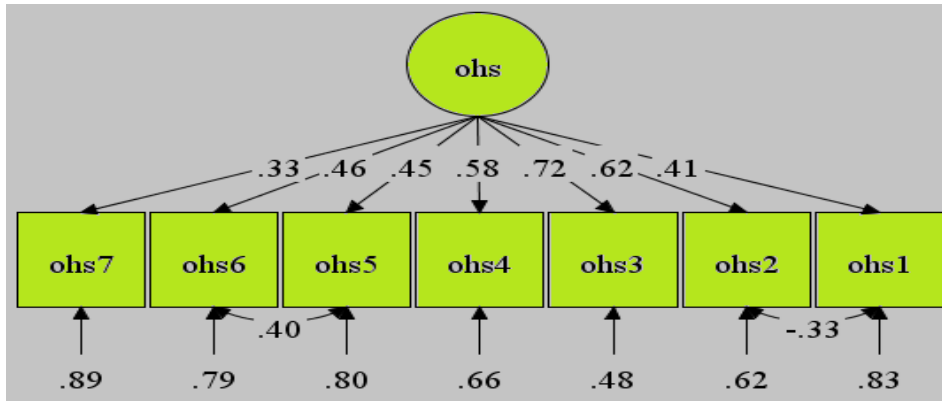 ohs
.33 .46 .45 .58 .72 .62 .41
ohs7 ohs6 ohs5 ohs4 ohs3 ohs2 ohs1
.40 -.33
.89 .79 .80 .66 .48 .62 .83